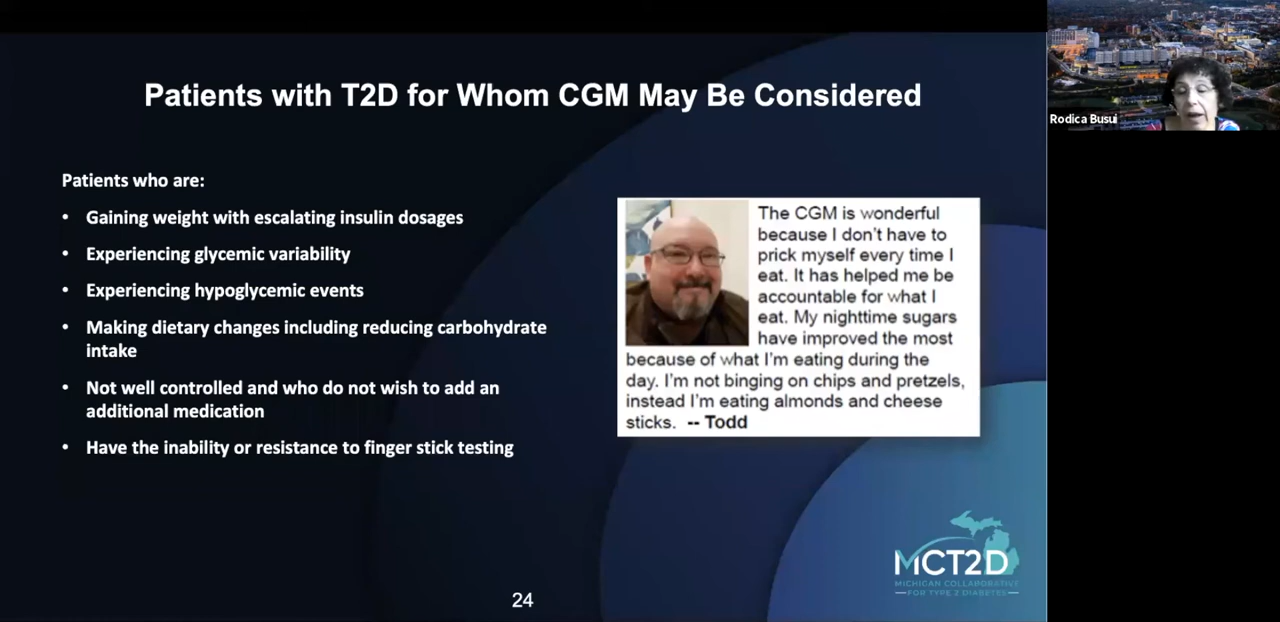 Patients with T2D for Whom CGM May Be Considered
Rodica Busui
Patients who are:
• Gaining weight with escalating insulin dosages
• Experiencing glycemic variability
• Experiencing hypoglycemic events
• Making dietary changes including reducing carbohydrate
intake
• Not well controlled and who do not wish to add an
additional medication
• Have the inability or resistance to finger stick testing
The CGM is wonderful
because I don't have to
prick myself every time I
eat. It has helped me be
accountable for what I
eat. My nighttime sugars
have improved the most
because of what I'm eating during the
day. I'm not binging on chips and pretzels,
instead I'm eating almonds and cheese
sticks. -- Todd
MCT2D
MICHIGAN COLLABORATIVE
FOR TYPE 2 DIABETES
24